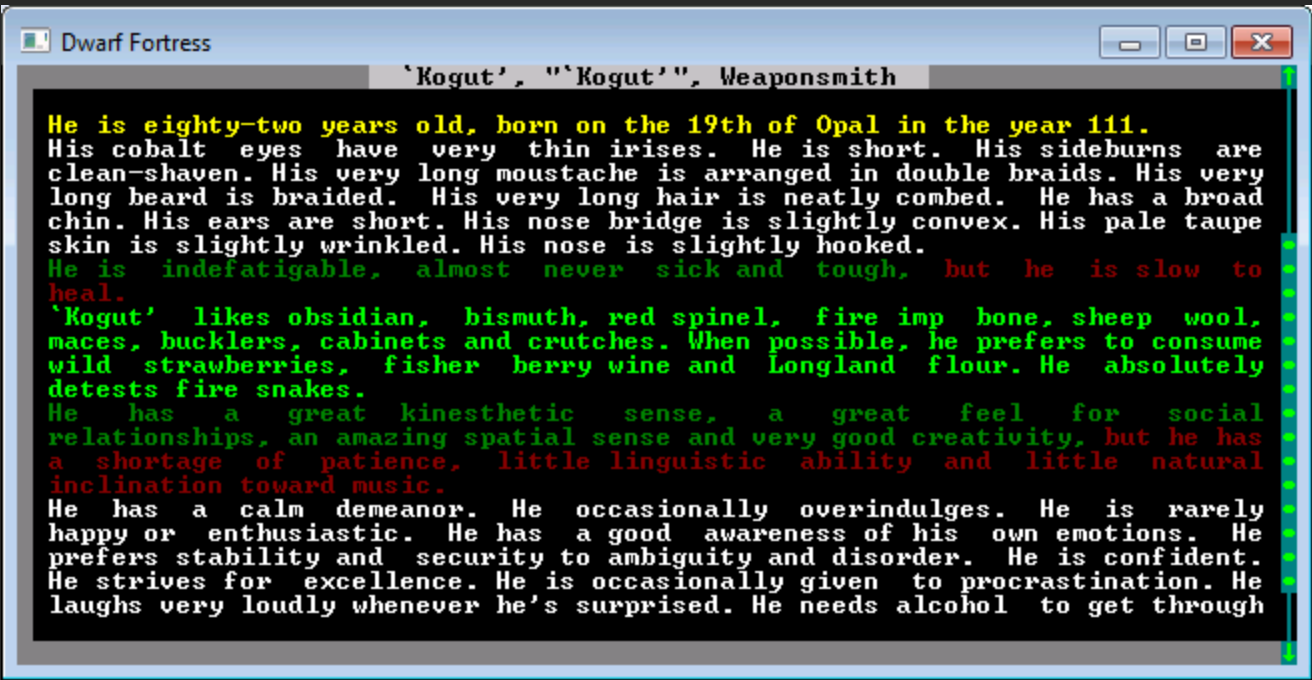 Dwarf Fortress
`Kogut', "`Kogut'", Weaponsmith
He is eighty-two years old, born on the 19th of Opal in the year 111.
His cobalt eyes have very thin irises. He is short. His sideburns are
clean-shaven. His very long moustache is arranged in double braids. His very
long beard is braided. His very long hair is neatly combed. He has a broad
chin. His ears are short. His nose bridge is slightly convex. His pale taupe
skin is slightly wrinkled. His nose is slightly hooked.
He is indefatigable, almost never sick and tough, but he is slow to
heal.
`Kogut' likes obsidian, bismuth, red spinel, fire imp bone, sheep wool,
maces, bucklers, cabinets and crutches. When possible, he prefers to consume
wild strawberries, fisher berry wine and Longland flour. He absolutely
detests fire snakes.
He has a great kinesthetic sense, a great feel for social
relationships, an amazing spatial sense and very good creativity, but he has
a shortage of patience, little linguistic ability and little natural
inclination toward music.
He has a calm demeanor. He occasionally overindulges. He is rarely
happy or enthusiastic. He has a good awareness of his own emotions. He
prefers stability and security to ambiguity and disorder. He is confident.
He strives for excellence. He is occasionally given to procrastination. He
laughs very loudly whenever he's surprised. He needs alcohol to get through